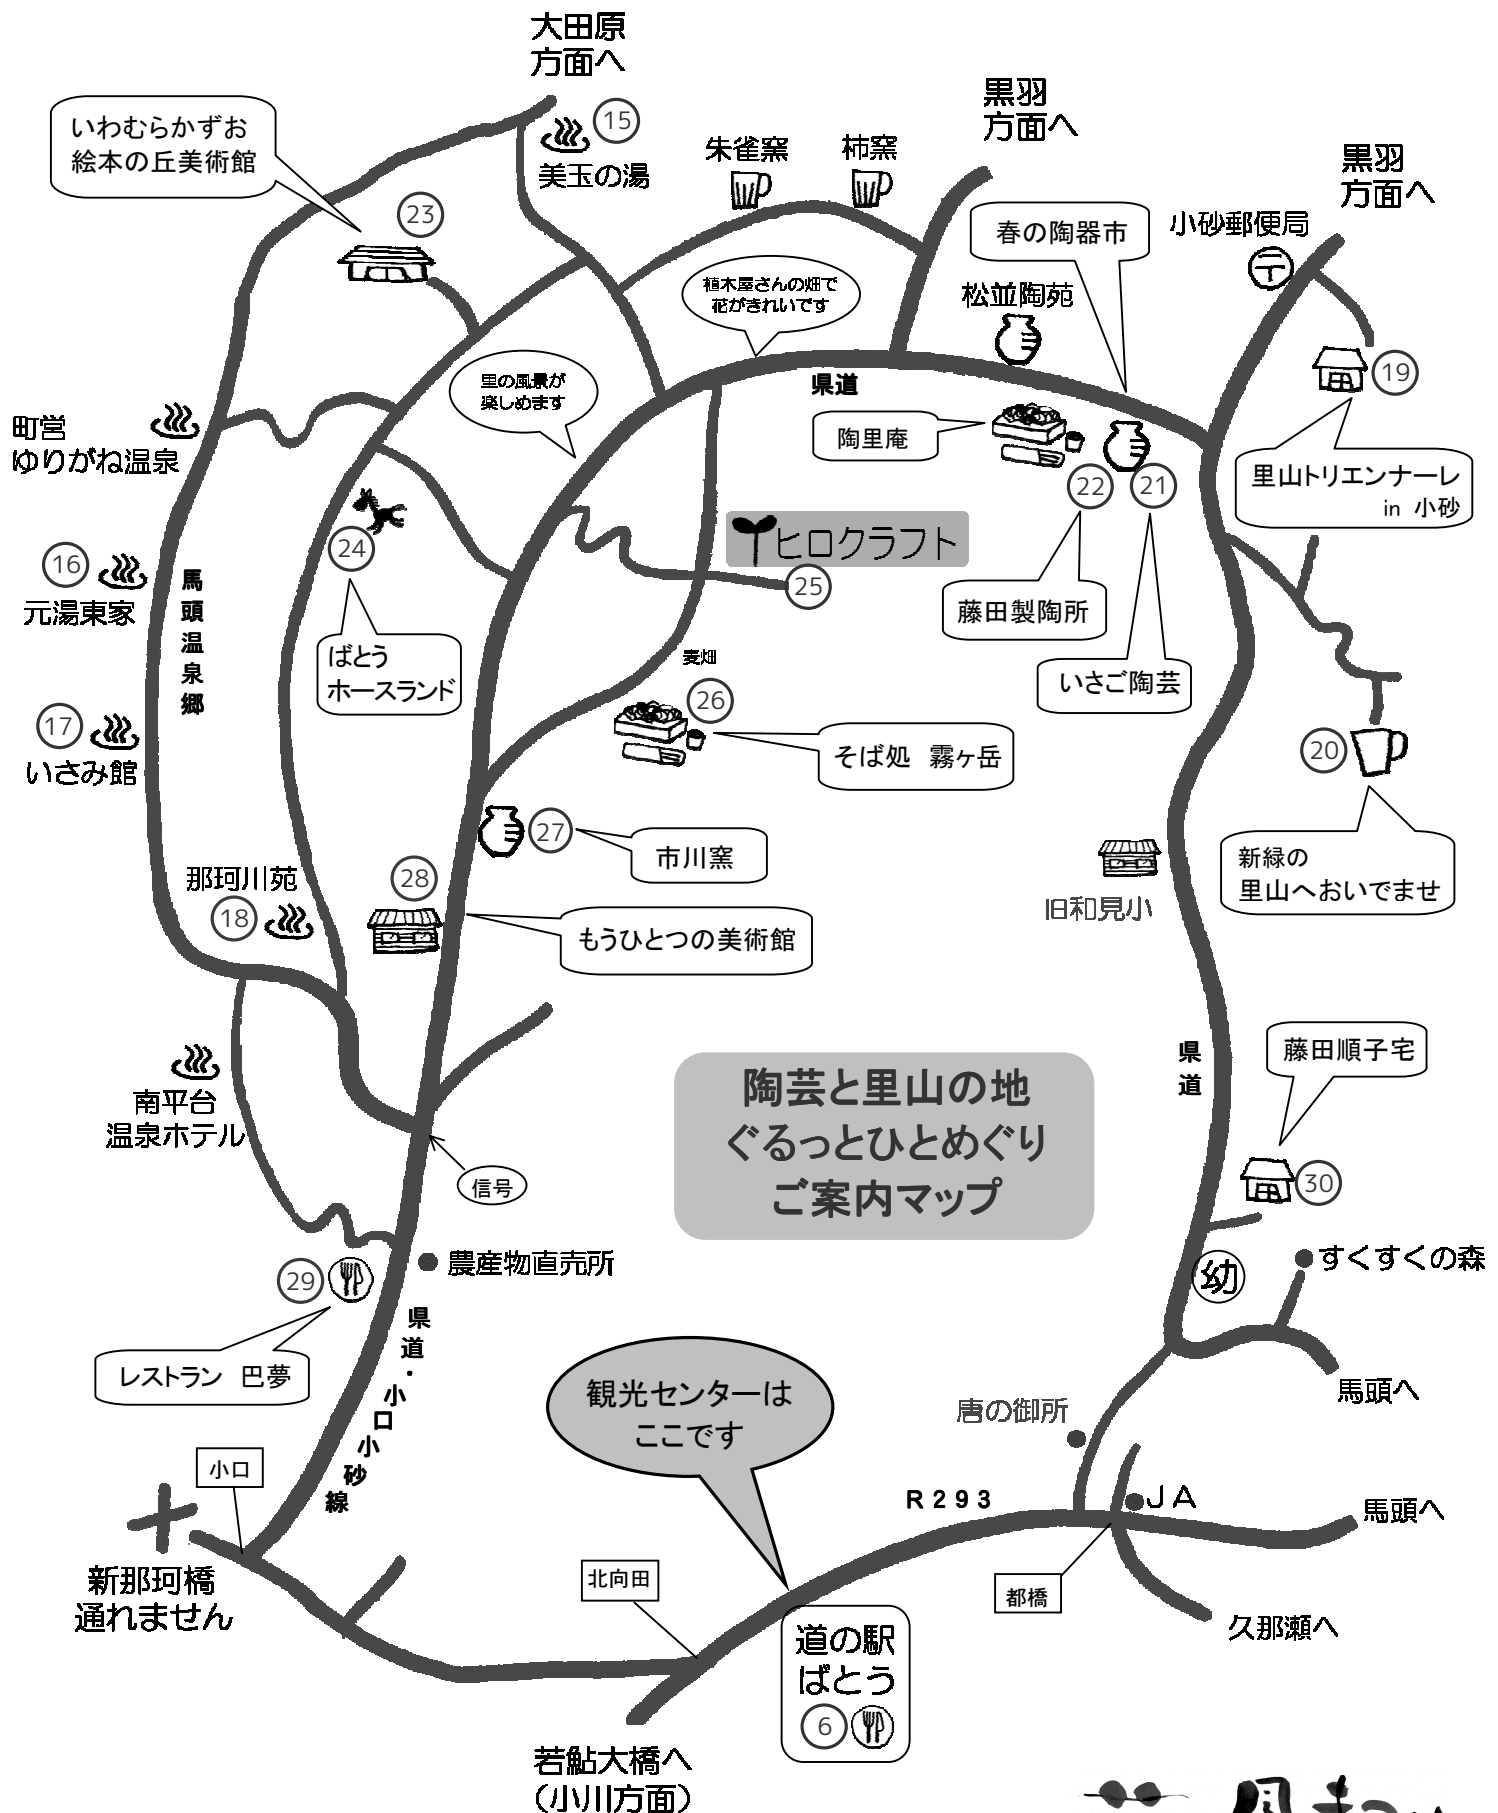 大田原
方面へ
いわむらかずお
絵本の丘美術館
15
美玉の湯
23
朱雀窯
柿窯
黒羽
方面へ
黒羽
方面へ
春の陶器市
小砂郵便局
〒
植木屋さんの畑で
花がきれいです
松並陶苑
里の風景が
楽しめます
県道
19
里山トリエンナーレ
in 小砂
陶里庵
22
21
町営
ゆりがね温泉
24
ばとう
ホースランド
ヒロクラフト
25
藤田製陶所
いさご陶芸
16
元湯東家
馬頭温泉郷
麦畑
26
そば処 霧ヶ岳
17
いさみ館
20
新緑の
里山へおいでませ
27
市川窯
旧和見小
那珂川苑
18
28
もうひとつの美術館
県道
藤田順子宅
30
南平台
温泉ホテル
信号
陶芸と里山の地
ぐるっとひとめぐり
ご案内マップ
29
レストラン 巴夢
農産物直売所
県道・小口小砂線
幼
すくすくの森
馬頭へ
観光センターは
ここです
唐の御所
小口
R293
JA
馬頭へ
新那珂橋
通れません
北向田
都橋
久那瀬へ
道の駅
ばとう
6
若鮎大橋へ
(小川方面)